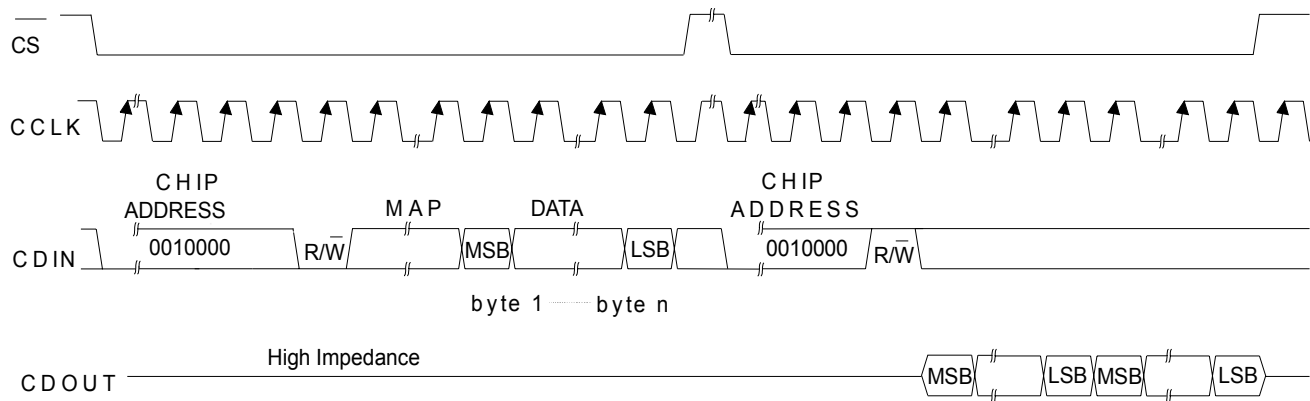 CS
CCLK
CHIP
ADDRESS
MAP
DATA
CHIP
ADDRESS
CDIN
0010000
R/W
MSB
LSB
0010000
R/W
byte 1
byte n
High Impedance
CDOUT
MSB
LSB
MSB
LSB